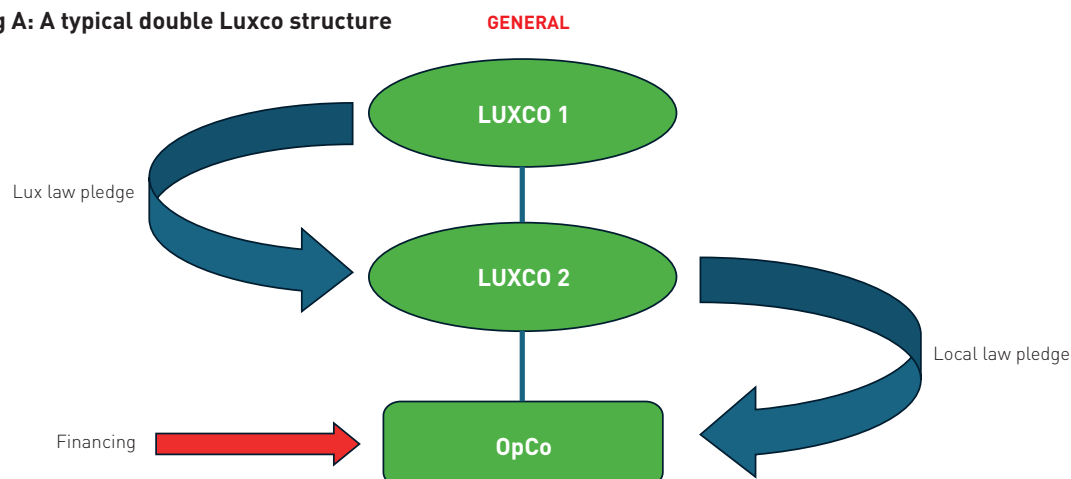 g A: A typical double Luxco structure
GENERAL
LUXCO 1
Lux law pledge
LUXCO 2
Local law pledge
Financing
OpCo